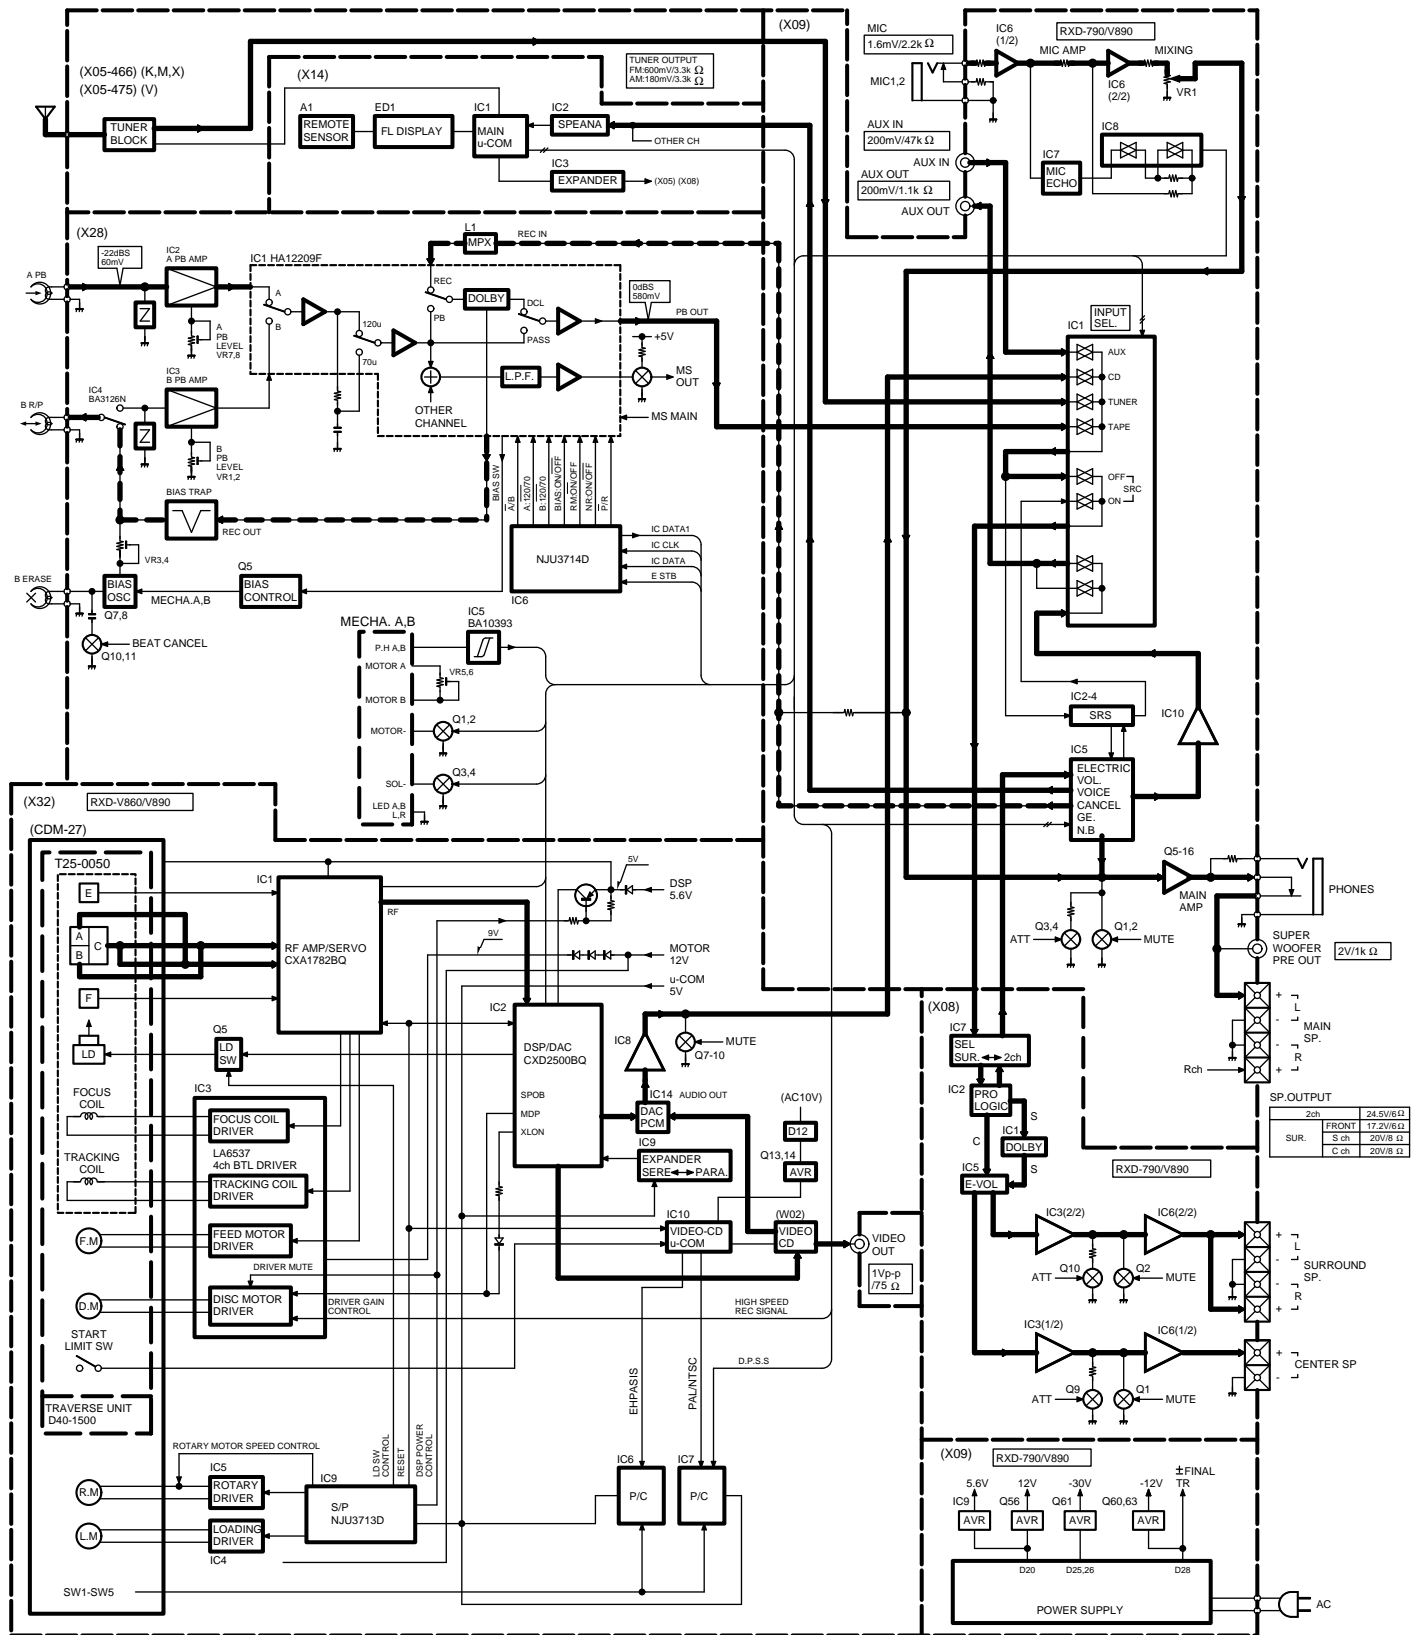 (X09)
MIC
1.6mV/2.2k Ω
MIC1,2
IC6
(1/2)
MIC AMP
RXD-790/V890
MIXING
IC6
(2/2)
VR1
IC8
IC7
MIC
ECHO
AUX IN
200mV/47k Ω
AUX IN
AUX OUT
200mV/1.1k Ω
AUX OUT
(X05-466) (K,M,X)
(X05-475) (V)
TUNER
BLOCK
(X14)
TUNER OUTPUT
FM:600mV/3.3k Ω
AM:180mV/3.3k Ω
A1
REMOTE
SENSOR
ED1
FL DISPLAY
IC1
MAIN
u-COM
IC2
SPEANA
OTHER CH
IC3
EXPANDER
(X05) (X08)
(X28)
L1
MPX
REC IN
A PB
-22dBS
60mV
IC2
A PB AMP
Z
A
PB
LEVEL
VR7,8
IC1 HA12209F
A
B
120u
70u
REC
PB
DOLBY
DCL
PASS
0dBS
580mV
PB OUT
+5V
L.P.F.
MS
OUT
OTHER
CHANNEL
MS MAIN
B R/P
IC4
BA3126N
Z
IC3
B PB AMP
B
PB
LEVEL
VR1,2
BIAS TRAP
REC OUT
VR3,4
B ERASE
BIAS
OSC
Q7,8
MECHA.A,B
Q5
BIAS
CONTROL
BEAT CANCEL
Q10,11
BIAS SW
A/B
A:120/70
B:120/70
BIAS:ON/OFF
RM:ON/OFF
NR:ON/OFF
P/R
NJU3714D
IC6
IC DATA1
IC CLK
IC DATA
E STB
MECHA. A,B
P.H A,B
MOTOR A
MOTOR B
MOTOR-
SOL-
LED A,B
L,R
IC5
BA10393
VR5,6
Q1,2
Q3,4
IC1
INPUT
SEL.
AUX
CD
TUNER
TAPE
OFF
SRC
ON
IC2-4
SRS
IC10
IC5
ELECTRIC
VOL.
VOICE
CANCEL
GE.
N.B
Q5-16
MAIN
AMP
PHONES
Q3,4
ATT
Q1,2
MUTE
SUPER
WOOFER
PRE OUT
2V/1k Ω
+
L
-
MAIN
SP.
-
R
+
Rch
(X32)
RXD-V860/V890
(CDM-27)
T25-0050
E
A
B
C
F
LD
FOCUS
COIL
TRACKING
COIL
F.M
D.M
START
LIMIT SW
TRAVERSE UNIT
D40-1500
IC1
RF AMP/SERVO
CXA1782BQ
RF
5V
DSP
5.6V
9V
MOTOR
12V
u-COM
5V
Q5
LD
SW
IC3
FOCUS COIL
DRIVER
LA6537
4ch BTL DRIVER
TRACKING COIL
DRIVER
FEED MOTOR
DRIVER
DRIVER MUTE
DISC MOTOR
DRIVER
DRIVER GAIN
CONTROL
IC2
DSP/DAC
CXD2500BQ
SPOB
MDP
XLON
IC8
MUTE
Q7-10
IC14
AUDIO OUT
DAC
PCM
IC9
EXPANDER
SERE
PARA.
(AC10V)
D12
Q13,14
AVR
IC10
VIDEO-CD
u-COM
(W02)
VIDEO
CD
VIDEO
OUT
1Vp-p
/75 Ω
HIGH SPEED
REC SIGNAL
D.P.S.S
EHPASIS
PAL/NTSC
IC6
P/C
IC7
P/C
ROTARY MOTOR SPEED CONTROL
R.M
IC5
ROTARY
DRIVER
IC9
S/P
NJU3713D
LD SW
CONTROL
RESET
DSP POWER
CONTROL
L.M
LOADING
DRIVER
IC4
SW1-SW5
(X08)
IC7
SEL
SUR.
2ch
IC2
PRO
LOGIC
S
C
IC1
DOLBY
S
IC5
E-VOL
SP.OUTPUT
2ch 24.5V/6Ω
SUR. FRONT 17.2V/6Ω
S ch 20V/8 Ω
C ch 20V/8 Ω
RXD-790/V890
IC3(2/2)
IC6(2/2)
ATT
Q10
Q2
MUTE
+
L
-
SURROUND
SP.
-
R
+
IC3(1/2)
IC6(1/2)
ATT
Q9
Q1
MUTE
+
CENTER SP
-
(X09)
RXD-790/V890
5.6V
12V
-30V
-12V
±FINAL
TR
IC9
AVR
Q56
AVR
Q61
AVR
Q60,63
AVR
D20
D25,26
D28
POWER SUPPLY
AC